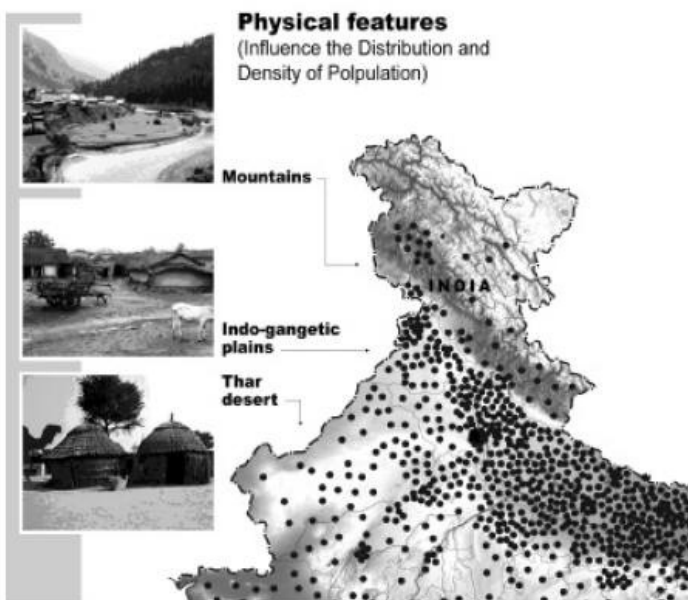 Physical features
(Influence the Distribution and
Density of Polpulation)
Mountains
INDIA
Indo-gangetic
plains
Thar
desert